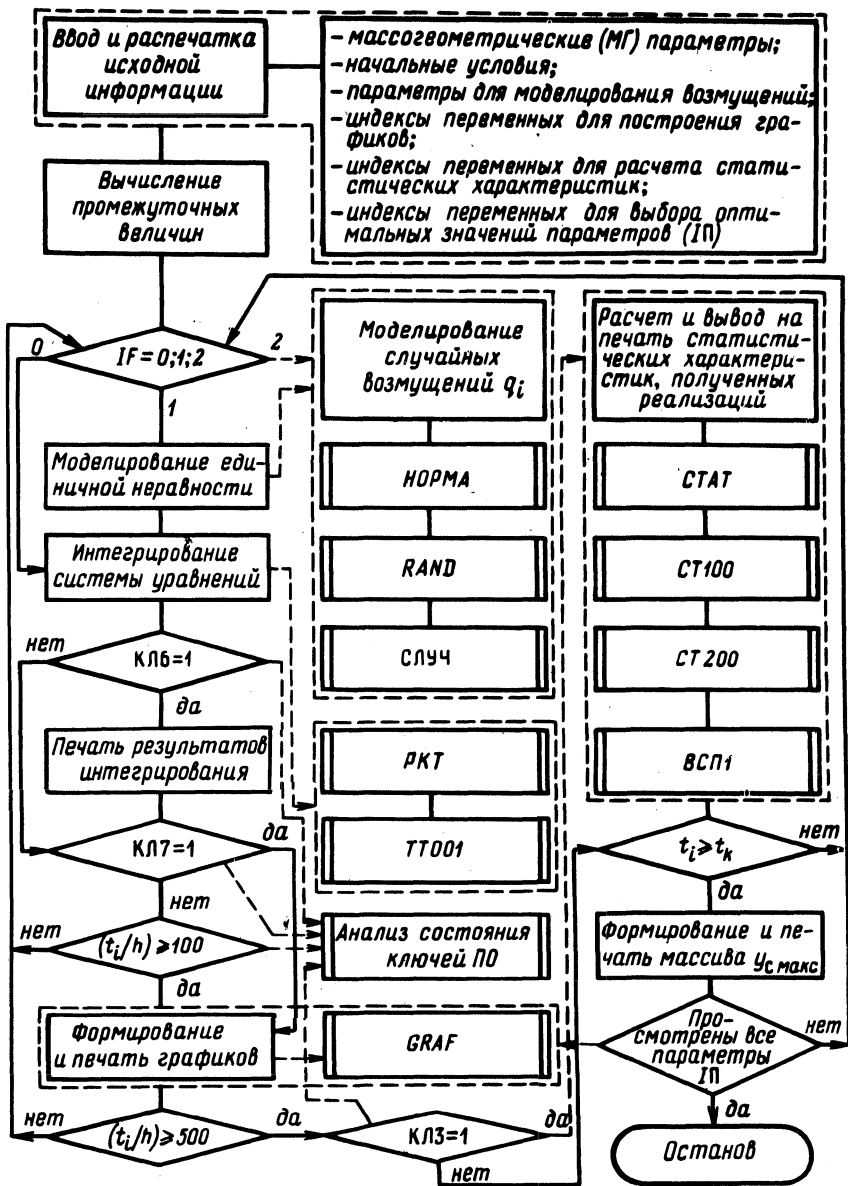 Ввод и распечатка
исходной
информации
– массогеометрические (МГ) параметры;
– начальные условия;
– параметры для моделирования возмущений;
– индексы переменных для построения гра-
фиков;
– индексы переменных для расчета стати-
стических характеристик;
– индексы переменных для выбора опти-
мальных значений параметров (IП)
Вычисление
промежуточных
величин
0
IF = 0;1;2
2
1
Моделирование еди-
ничной неравности
Интегрирование
системы уравнений
нет
КЛ6=1
да
Печать результатов
интегрирования
КЛ7=1
да
нет
нет
(ti/h) ≥ 100
да
Формирование
и печать графиков
нет
(ti/h) ≥ 500
да
Моделирование
случайных
возмущений qi
НОРМА
RAND
СЛУЧ
РКТ
ТТ001
Анализ состояния
ключей ПО
GRAF
КЛ3=1
да
нет
Расчет и вывод на
печать статисти-
ческих характери-
стик, полученных
реализаций
СТАТ
СТ100
СТ200
ВСП1
ti ≥ tk
нет
да
Формирование и пе-
чать массива yс макс
Про-
смотрены все
параметры
IП
нет
да
Останов